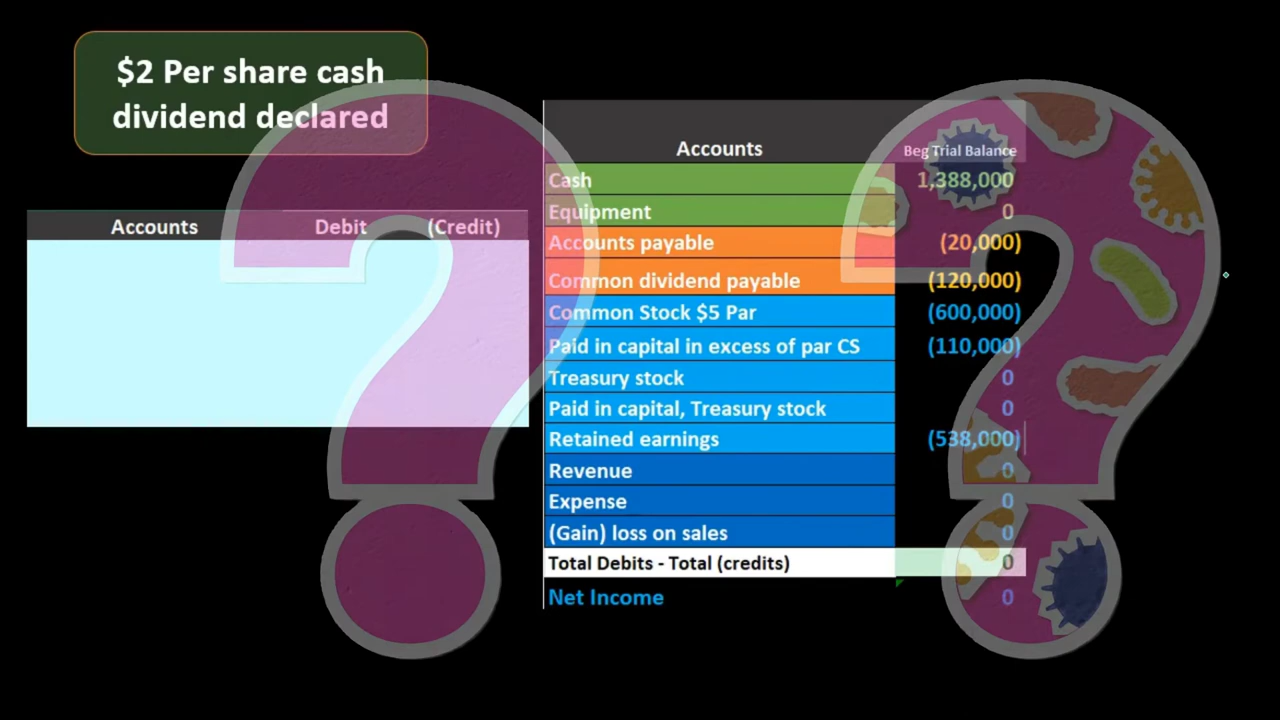 $2 Per share cash
dividend declared
Accounts Debit (Credit)
Accounts Beg Trial Balance
Cash 1,388,000
Equipment 0
Accounts payable (20,000)
Common dividend payable (120,000)
Common Stock $5 Par (600,000)
Paid in capital in excess of par CS (110,000)
Treasury stock 0
Paid in capital, Treasury stock 0
Retained earnings (538,000)
Revenue 0
Expense 0
(Gain) loss on sales 0
Total Debits - Total (credits) 0
Net Income 0